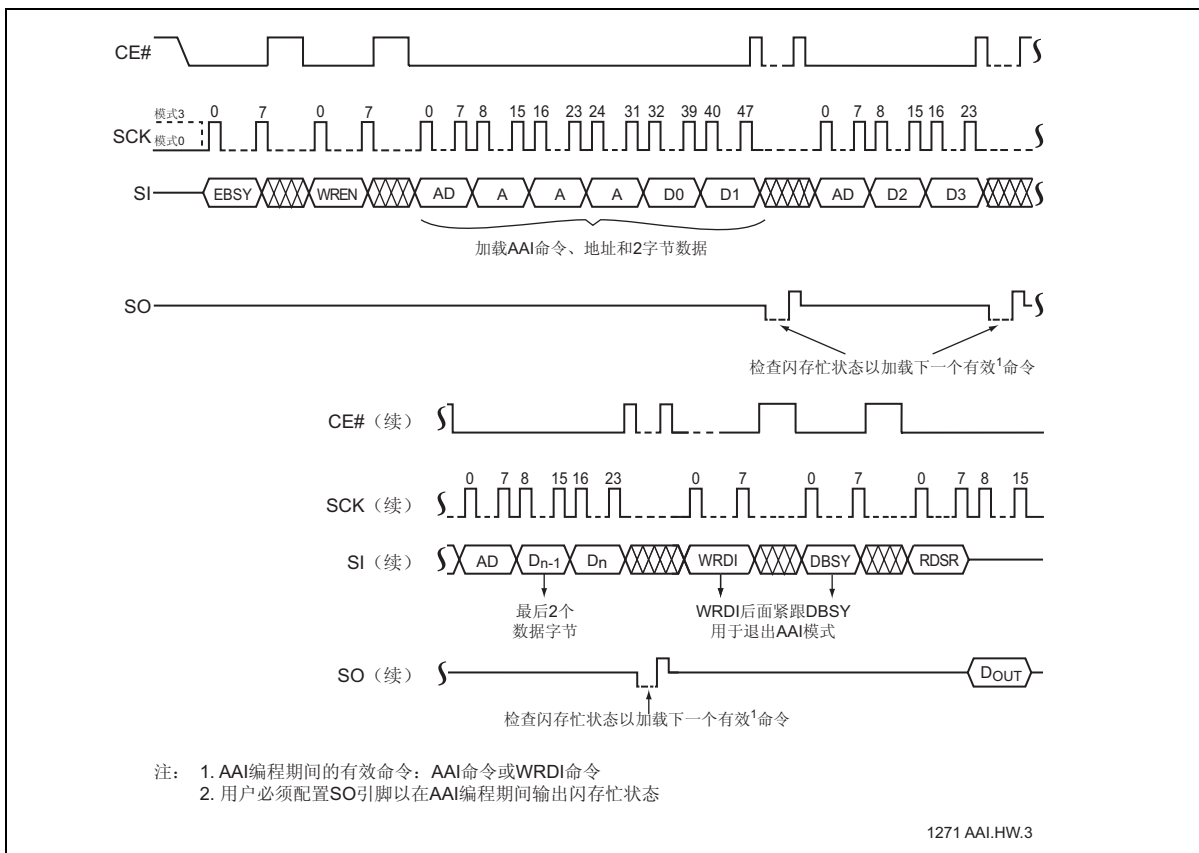 CE#
模式3
模式0
SCK
0 7 0 7 0 7 8 15 16 23 24 31 32 39 40 47 0 7 8 15 16 23
SI
EBSY WREN AD A A A D0 D1 AD D2 D3
加载AAI命令、地址和2字节数据
SO
检查闪存忙状态以加载下一个有效1命令
CE#（续）
SCK（续）
0 7 8 15 16 23 0 7 0 7 0 7 8 15
SI（续）
AD Dn-1 Dn WRDI DBSY RDSR
最后2个
数据字节
WRDI后面紧跟DBSY
用于退出AAI模式
SO（续）
DOUT
检查闪存忙状态以加载下一个有效1命令
注： 1. AAI编程期间的有效命令：AAI命令或WRDI命令
2. 用户必须配置SO引脚以在AAI编程期间输出闪存忙状态
1271 AAI.HW.3